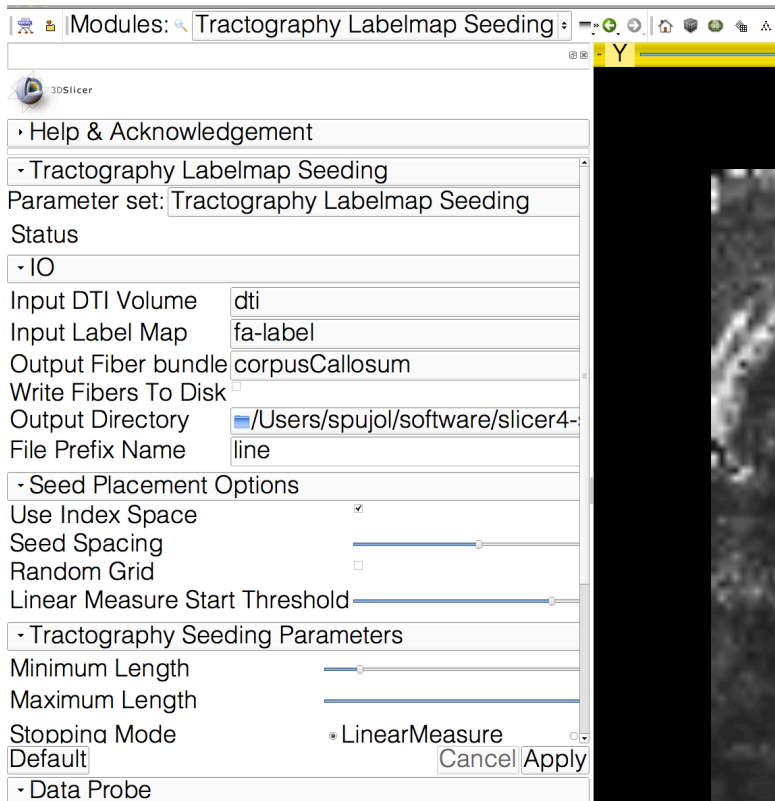 Modules: Tractography Labelmap Seeding
Y
3DSlicer
Help & Acknowledgement
Tractography Labelmap Seeding
Parameter set: Tractography Labelmap Seeding
Status
IO
Input DTI Volume dti
Input Label Map fa-label
Output Fiber bundle corpusCallosum
Write Fibers To Disk
Output Directory /Users/spujol/software/slicer4-
File Prefix Name line
Seed Placement Options
Use Index Space
Seed Spacing
Random Grid
Linear Measure Start Threshold
Tractography Seeding Parameters
Minimum Length
Maximum Length
Stopping Mode LinearMeasure
Default Cancel Apply
Data Probe